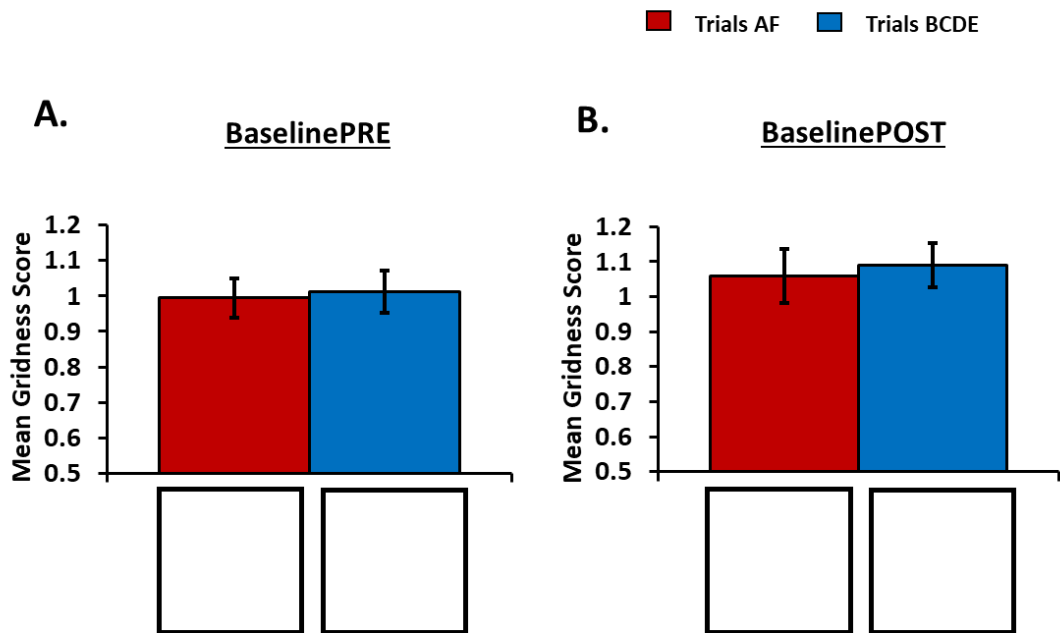 Trials AF
Trials BCDE
A.
BaselinePRE
Mean Gridness Score
1.2
1.1
1
0.9
0.8
0.7
0.6
0.5
B.
BaselinePOST
Mean Gridness Score
1.2
1.1
1
0.9
0.8
0.7
0.6
0.5